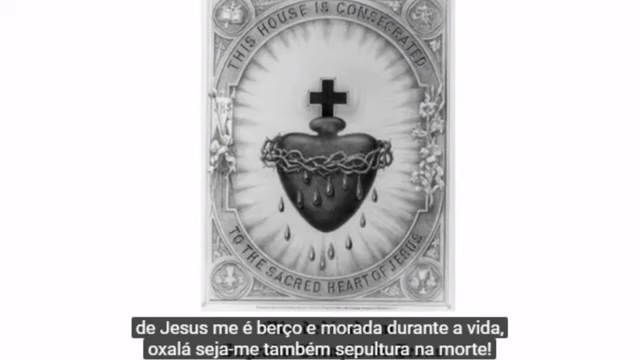 THIS HOUSE IS CONSECRATED
TO THE SACRED HEART OF JESUS
de Jesus me é berço e morada durante a vida,
oxalá seja-me também sepultura na morte!